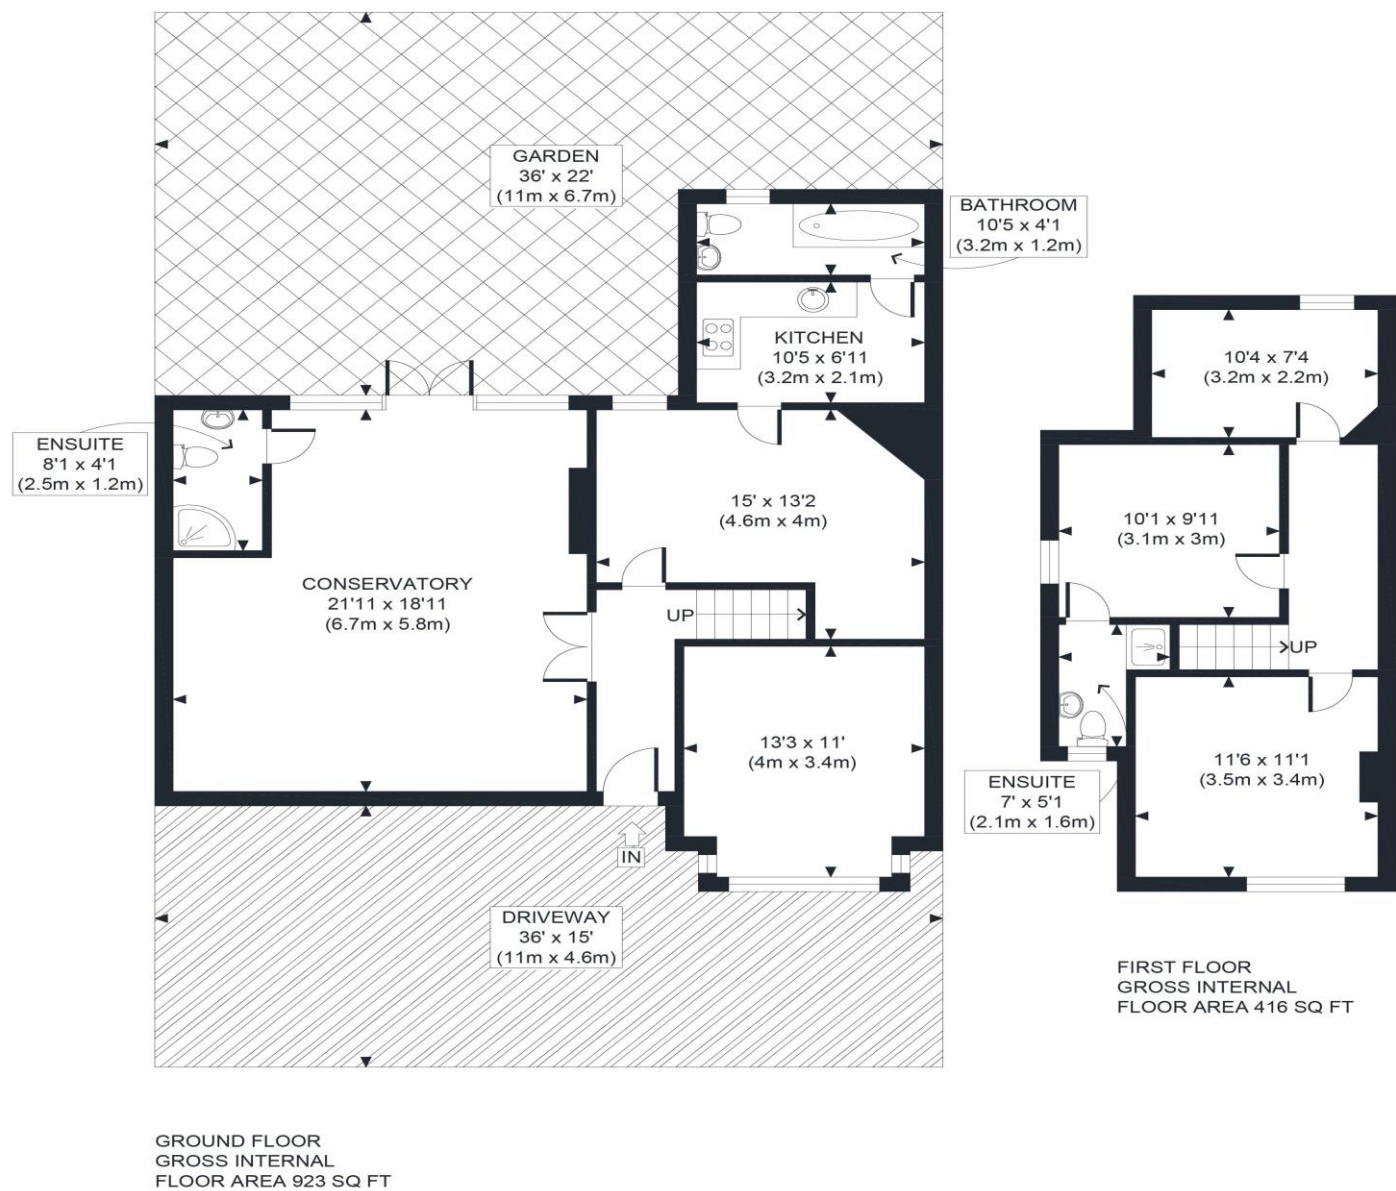 GARDEN
36' x 22'
(11m x 6.7m)
BATHROOM
10'5 x 4'1
(3.2m x 1.2m)
KITCHEN
10'5 x 6'11
(3.2m x 2.1m)
ENSUITE
8'1 x 4'1
(2.5m x 1.2m)
15' x 13'2
(4.6m x 4m)
CONSERVATORY
21'11 x 18'11
(6.7m x 5.8m)
UP
13'3 x 11'
(4m x 3.4m)
IN
DRIVEWAY
36' x 15'
(11m x 4.6m)
GROUND FLOOR
GROSS INTERNAL
FLOOR AREA 923 SQ FT
10'4 x 7'4
(3.2m x 2.2m)
10'1 x 9'11
(3.1m x 3m)
UP
11'6 x 11'1
(3.5m x 3.4m)
ENSUITE
7' x 5'1
(2.1m x 1.6m)
FIRST FLOOR
GROSS INTERNAL
FLOOR AREA 416 SQ FT